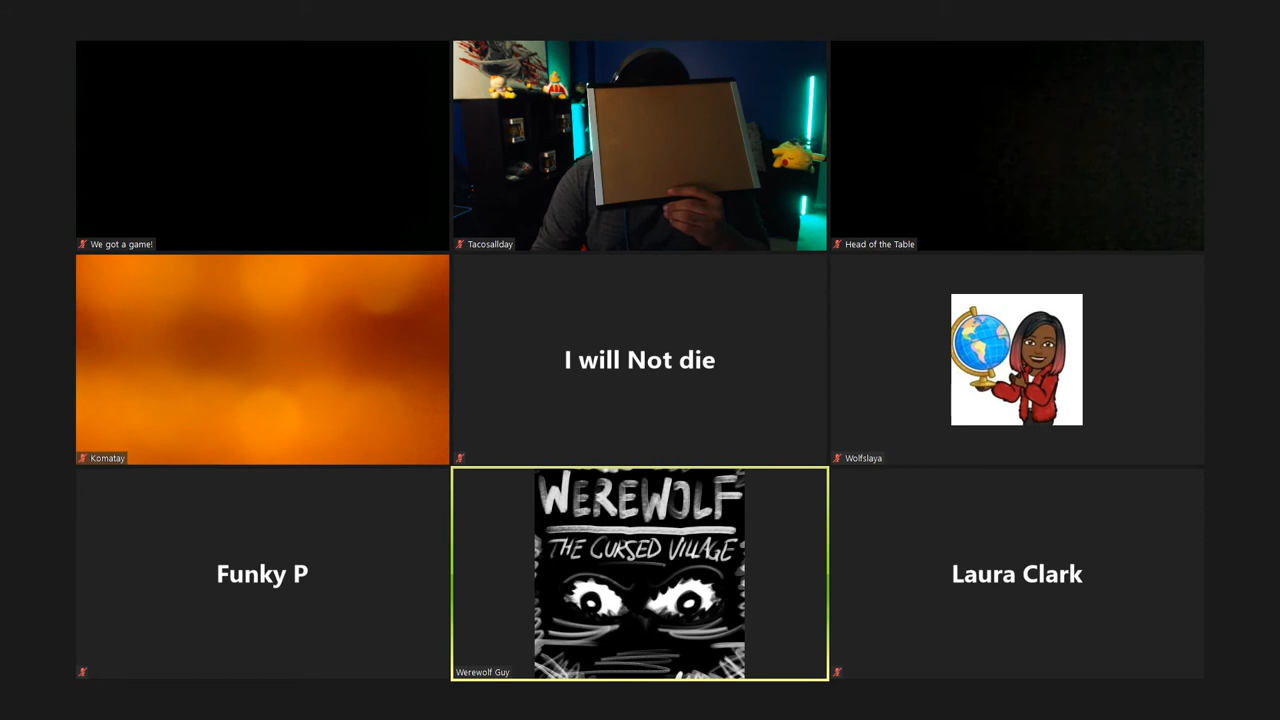 We got a game!
Tacosallday
Head of the Table
Komatay
I will Not die
Wolfslaya
Funky P
WEREWOLF
THE CURSED VILLAGE
Werewolf Guy
Laura Clark